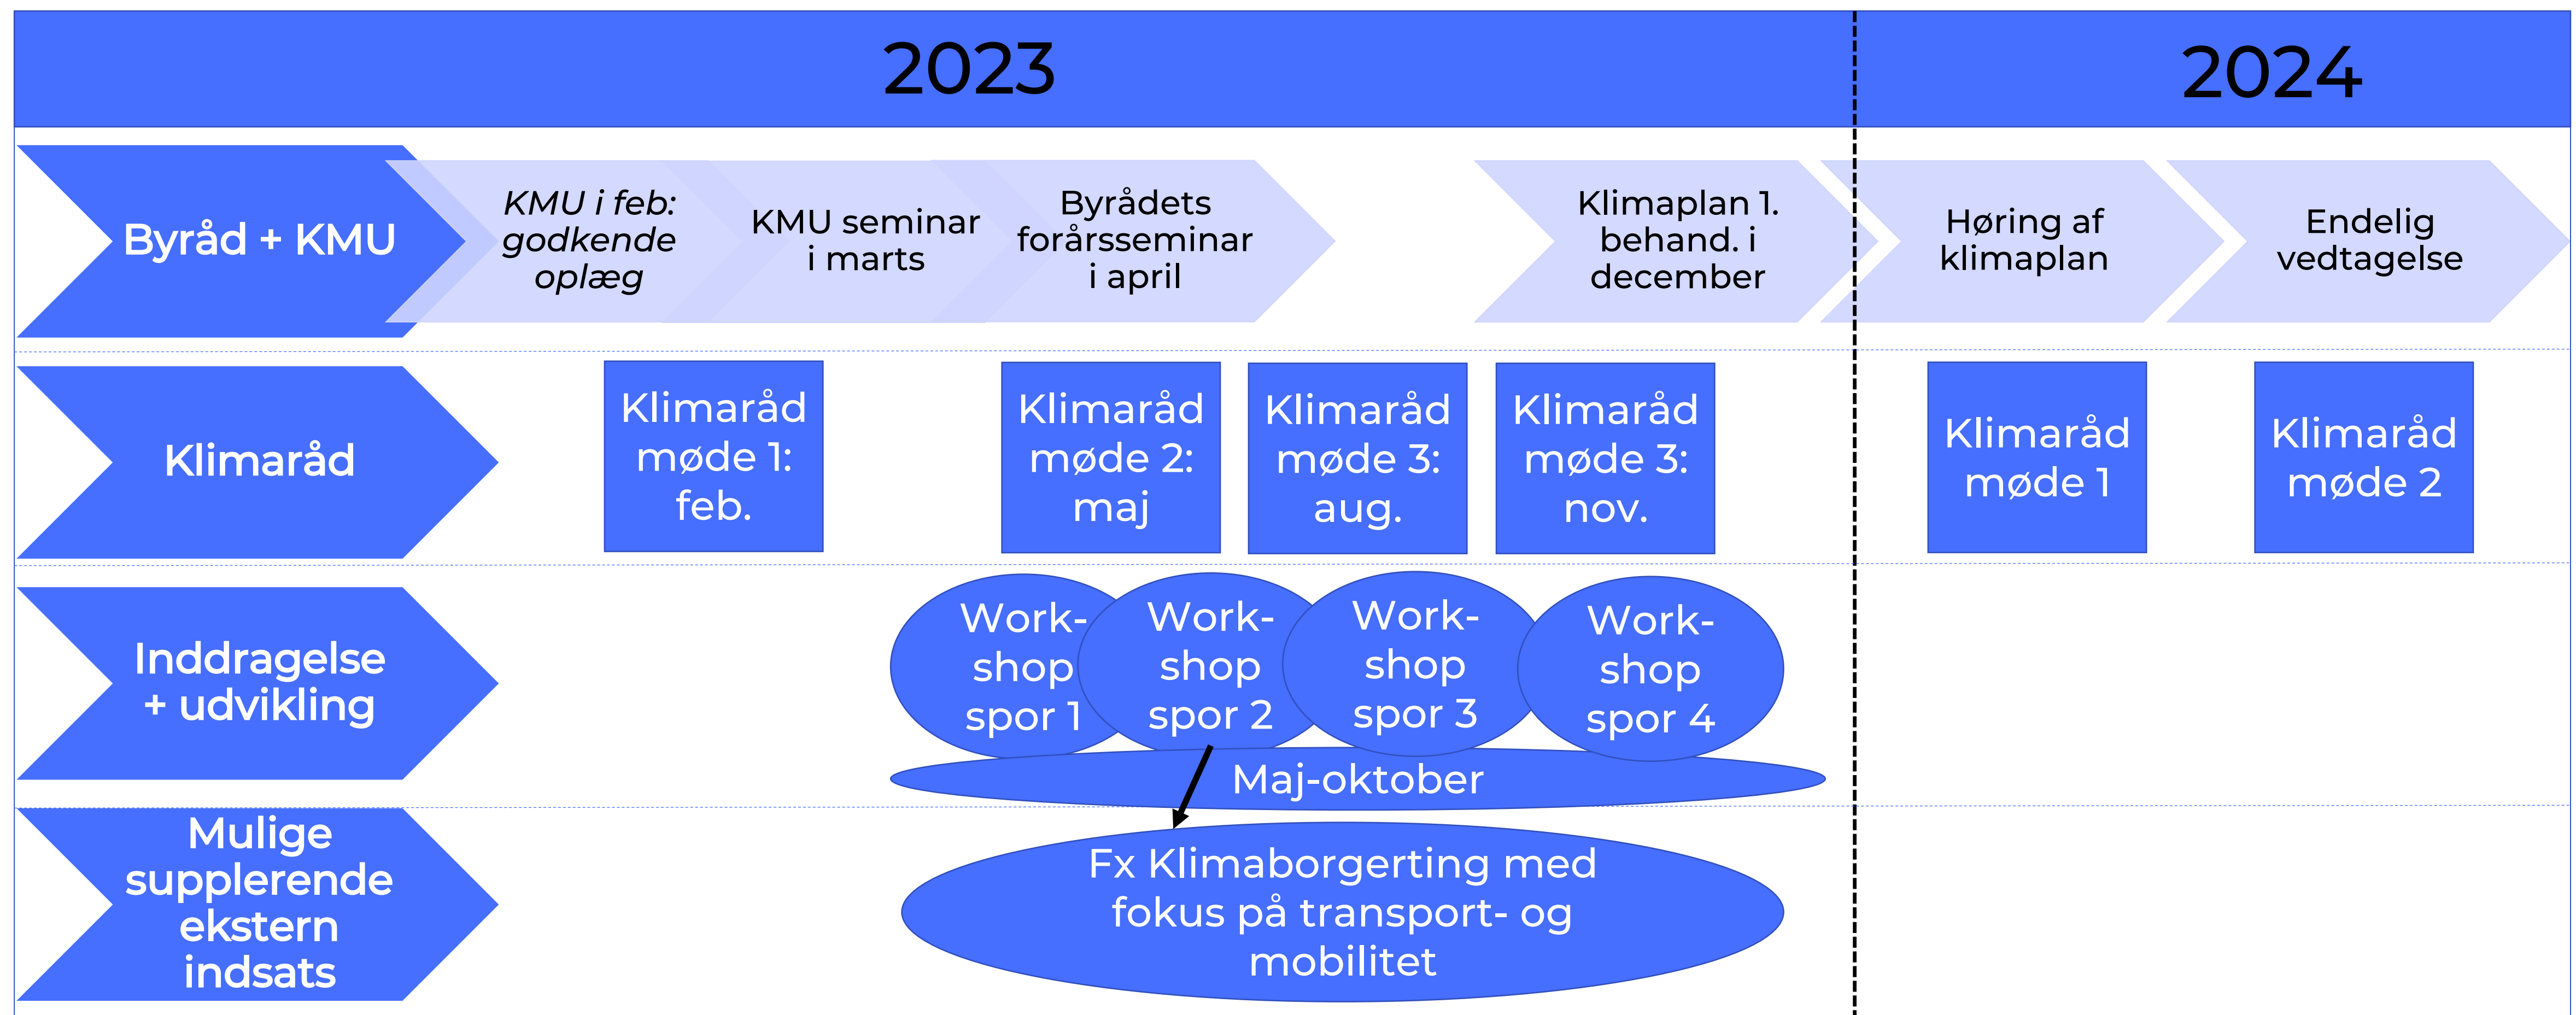 2023
2024
Byråd + KMU
KMU i feb:
godkende
oplæg
KMU seminar
i marts
Byrådets
forårsseminar
i april
Klimaplan 1.
behand. i
december
Høring af
klimaplan
Endelig
vedtagelse
Klimaråd
Klimaråd
møde 1:
feb.
Klimaråd
møde 2:
maj
Klimaråd
møde 3:
aug.
Klimaråd
møde 3:
nov.
Klimaråd
møde 1
Klimaråd
møde 2
Inddragelse
+ udvikling
Work-
shop
spor 1
Work-
shop
spor 2
Work-
shop
spor 3
Work-
shop
spor 4
Maj-oktober
Mulige
supplerende
ekstern
indsats
Fx Klimaborgerting med
fokus på transport- og
mobilitet